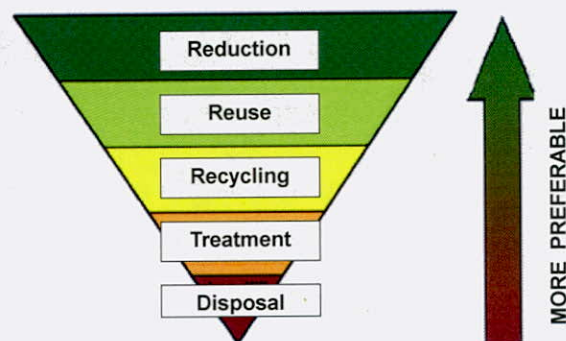 Reduction
Reuse
Recycling
Treatment
Disposal
MORE PREFERABLE